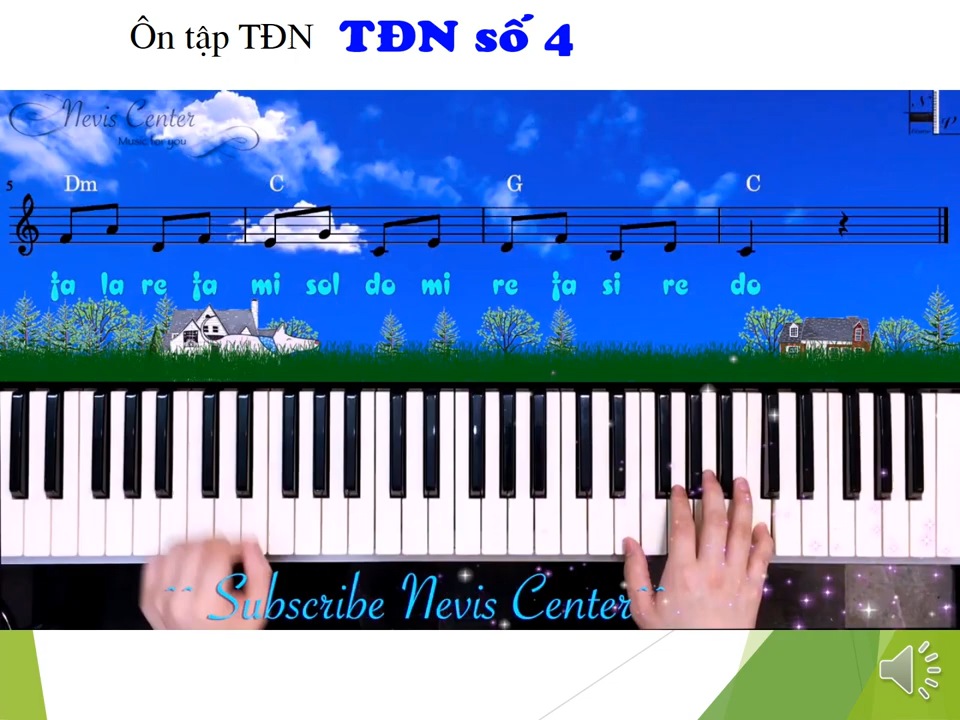 Ôn tập TĐN TĐN số 4
Nevis Center
Music for you
5 Dm C G C
fa la re fa mi sol do mi re fa si re do
Subscribe Nevis Center